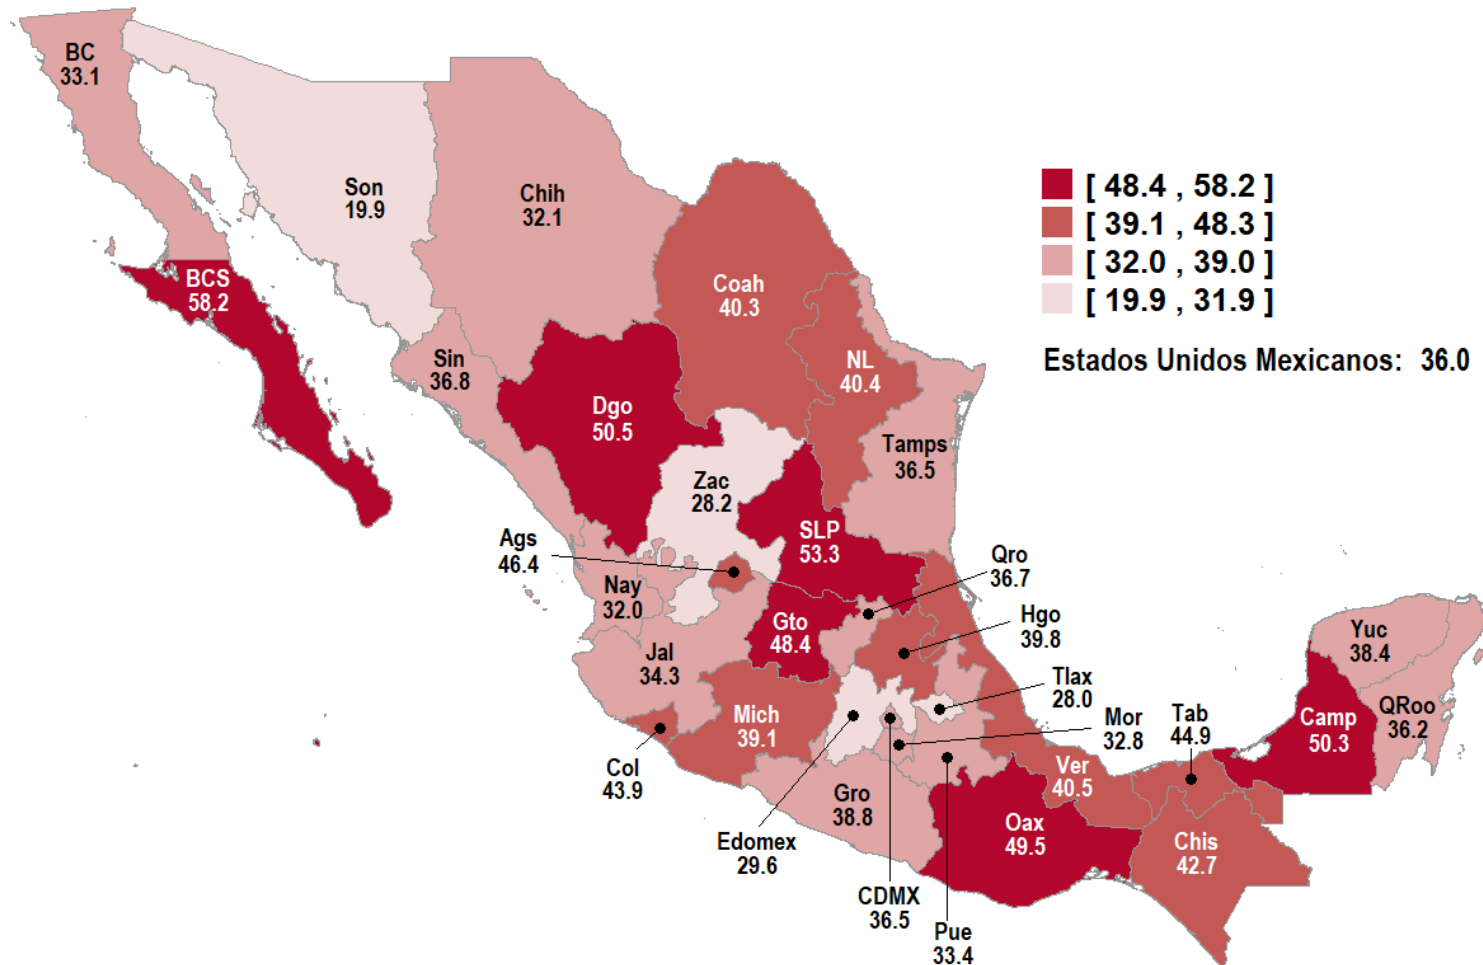 BC
33.1
Son
19.9
Chih
32.1
[ 48.4 , 58.2 ]
[ 39.1 , 48.3 ]
[ 32.0 , 39.0 ]
[ 19.9 , 31.9 ]
Estados Unidos Mexicanos: 36.0
BCS
58.2
Coah
40.3
Sin
36.8
NL
40.4
Dgo
50.5
Tamps
36.5
Zac
28.2
SLP
53.3
Ags
46.4
Qro
36.7
Nay
32.0
Gto
48.4
Hgo
39.8
Yuc
38.4
Jal
34.3
Tlax
28.0
Mich
39.1
Mor
32.8
Tab
44.9
Camp
50.3
QRoo
36.2
Col
43.9
Ver
40.5
Gro
38.8
Edomex
29.6
Oax
49.5
Chis
42.7
CDMX
36.5
Pue
33.4